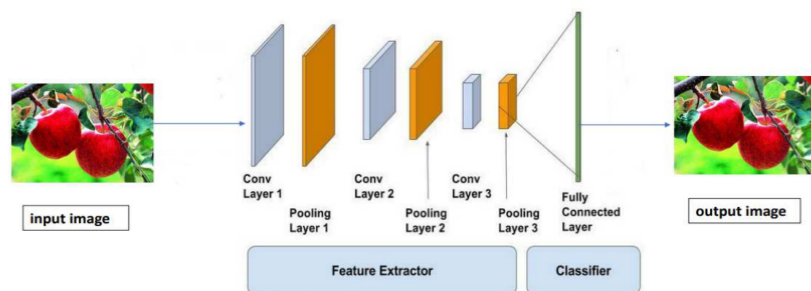 Conv
Layer 1
Pooling
Layer 1
Conv
Layer 2
Pooling
Layer 2
Conv
Layer 3
Pooling
Layer 3
Fully
Connected
Layer
input image
output image
Feature Extractor
Classifier